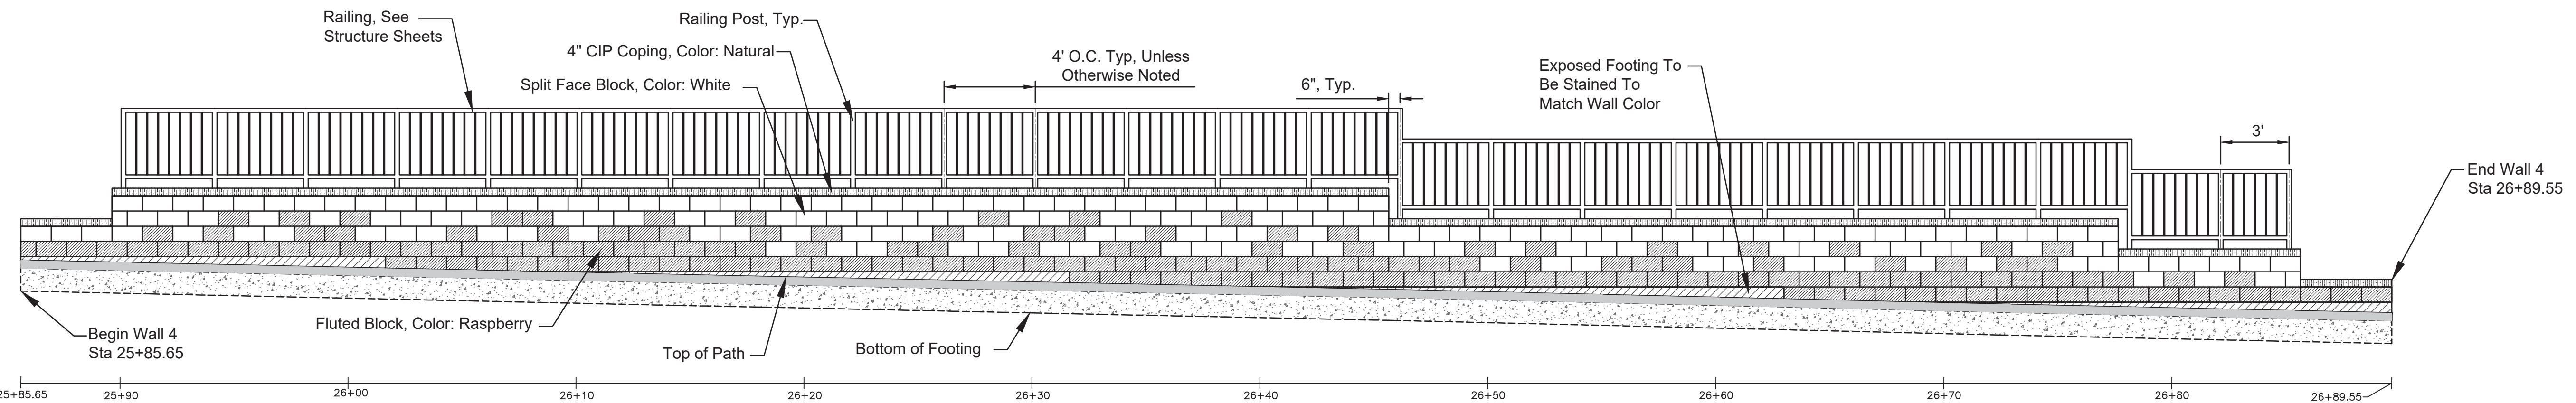 Railing, See
Structure Sheets
Railing Post, Typ.
4" CIP Coping, Color: Natural
Split Face Block, Color: White
4' O.C. Typ, Unless
Otherwise Noted
6", Typ.
Exposed Footing To
Be Stained To
Match Wall Color
3'
End Wall 4
Sta 26+89.55
Begin Wall 4
Sta 25+85.65
Fluted Block, Color: Raspberry
Top of Path
Bottom of Footing
25+85.65
25+90
26+00
26+10
26+20
26+30
26+40
26+50
26+60
26+70
26+80
26+89.55